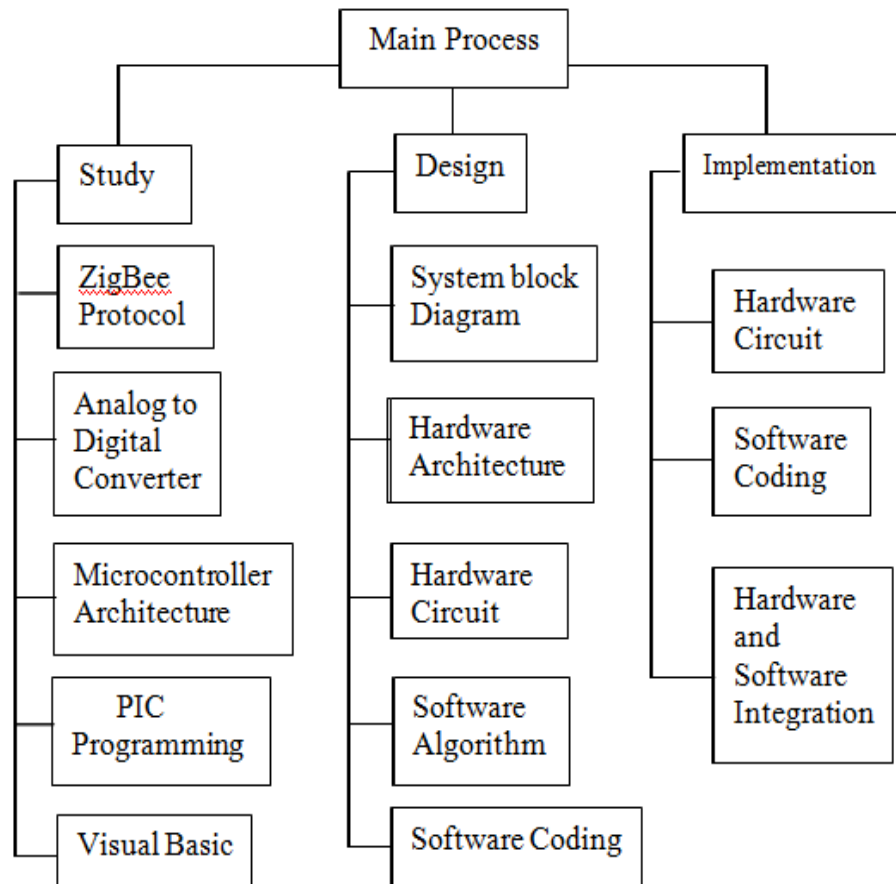 Main Process
Study
ZigBee
Protocol
Analog to
Digital
Converter
Microcontroller
Architecture
PIC
Programming
Visual Basic
Design
System block
Diagram
Hardware
Architecture
Hardware
Circuit
Software
Algorithm
Software Coding
Implementation
Hardware
Circuit
Software
Coding
Hardware
and
Software
Integration